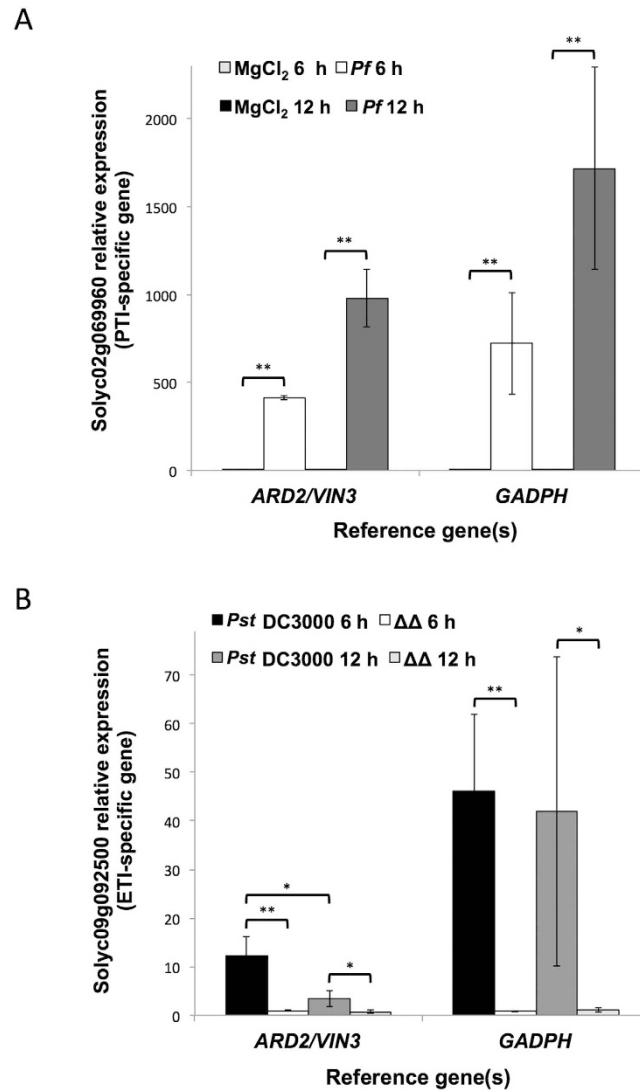 A
MgCl₂ 6 h Pf 6 h
MgCl₂ 12 h Pf 12 h
Solyc02g069960 relative expression
(PTI-specific gene)
2000
1500
1000
500
0
**
**
**
**
ARD2/VIN3 GADPH
Reference gene(s)
B
Pst DC3000 6 h ΔΔ 6 h
Pst DC3000 12 h ΔΔ 12 h
Solyc09g092500 relative expression
(ETI-specific gene)
70
60
50
40
30
20
10
0
*
**
*
**
*
ARD2/VIN3 GADPH
Reference gene(s)